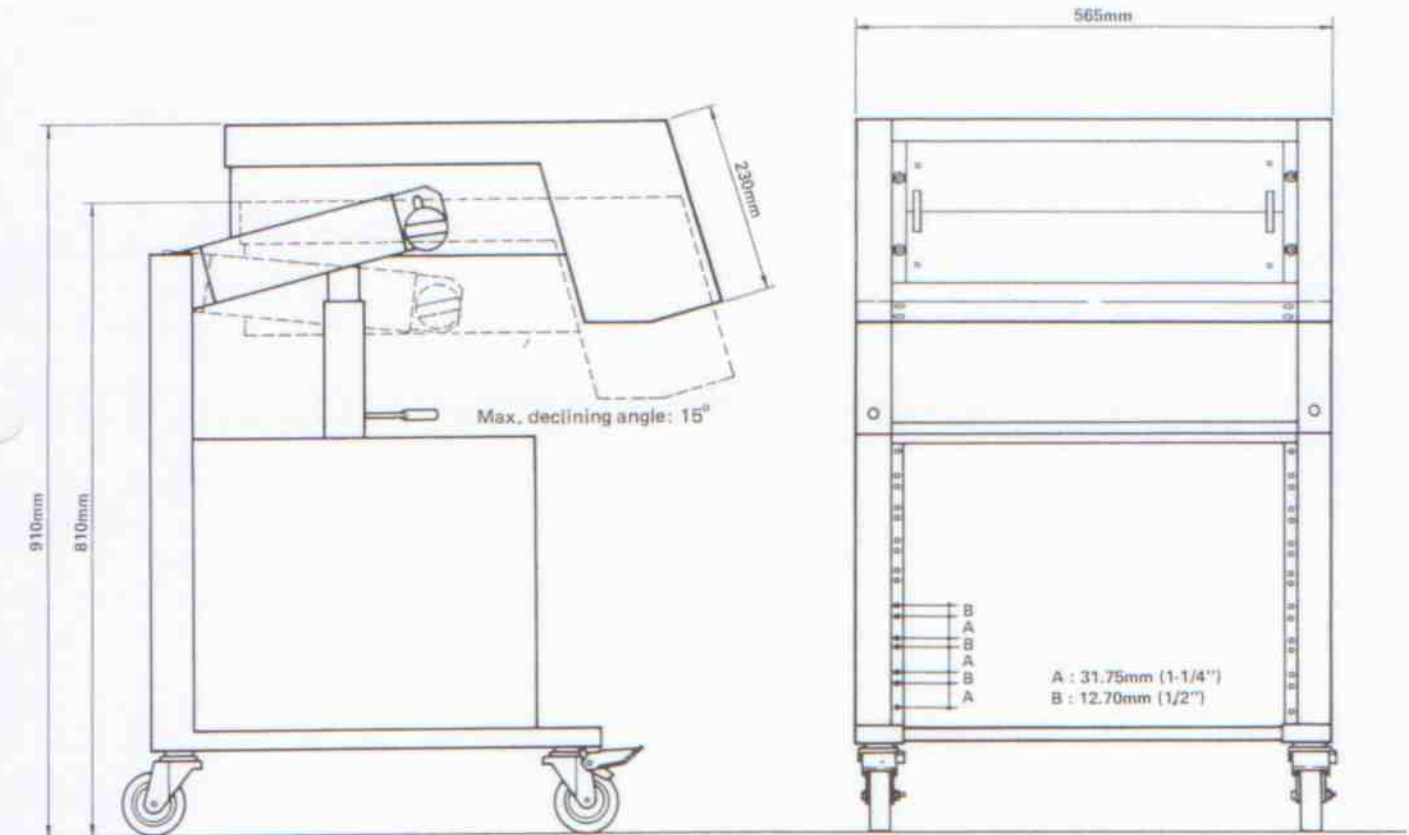 565mm
230mm
910mm
810mm
Max. declining angle: 15°
B
A
B
A
B
A
A : 31.75mm (1-1/4")
B : 12.70mm (1/2")